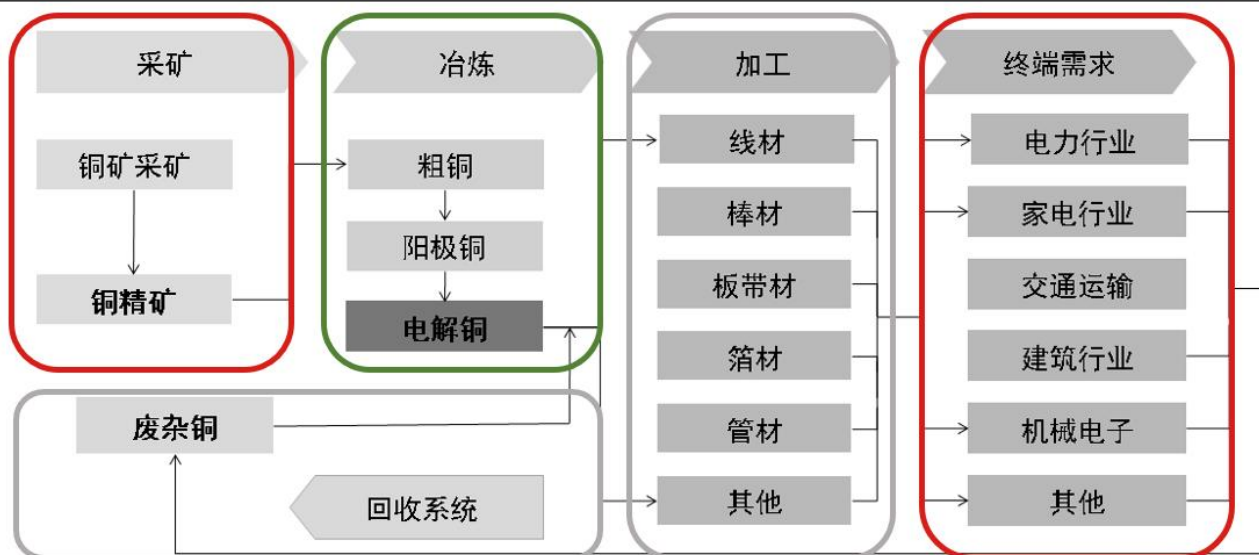 采矿
冶炼
加工
终端需求
铜矿采矿
铜精矿
粗铜
阳极铜
电解铜
线材
棒材
板带材
箔材
管材
其他
电力行业
家电行业
交通运输
建筑行业
机械电子
其他
废杂铜
回收系统